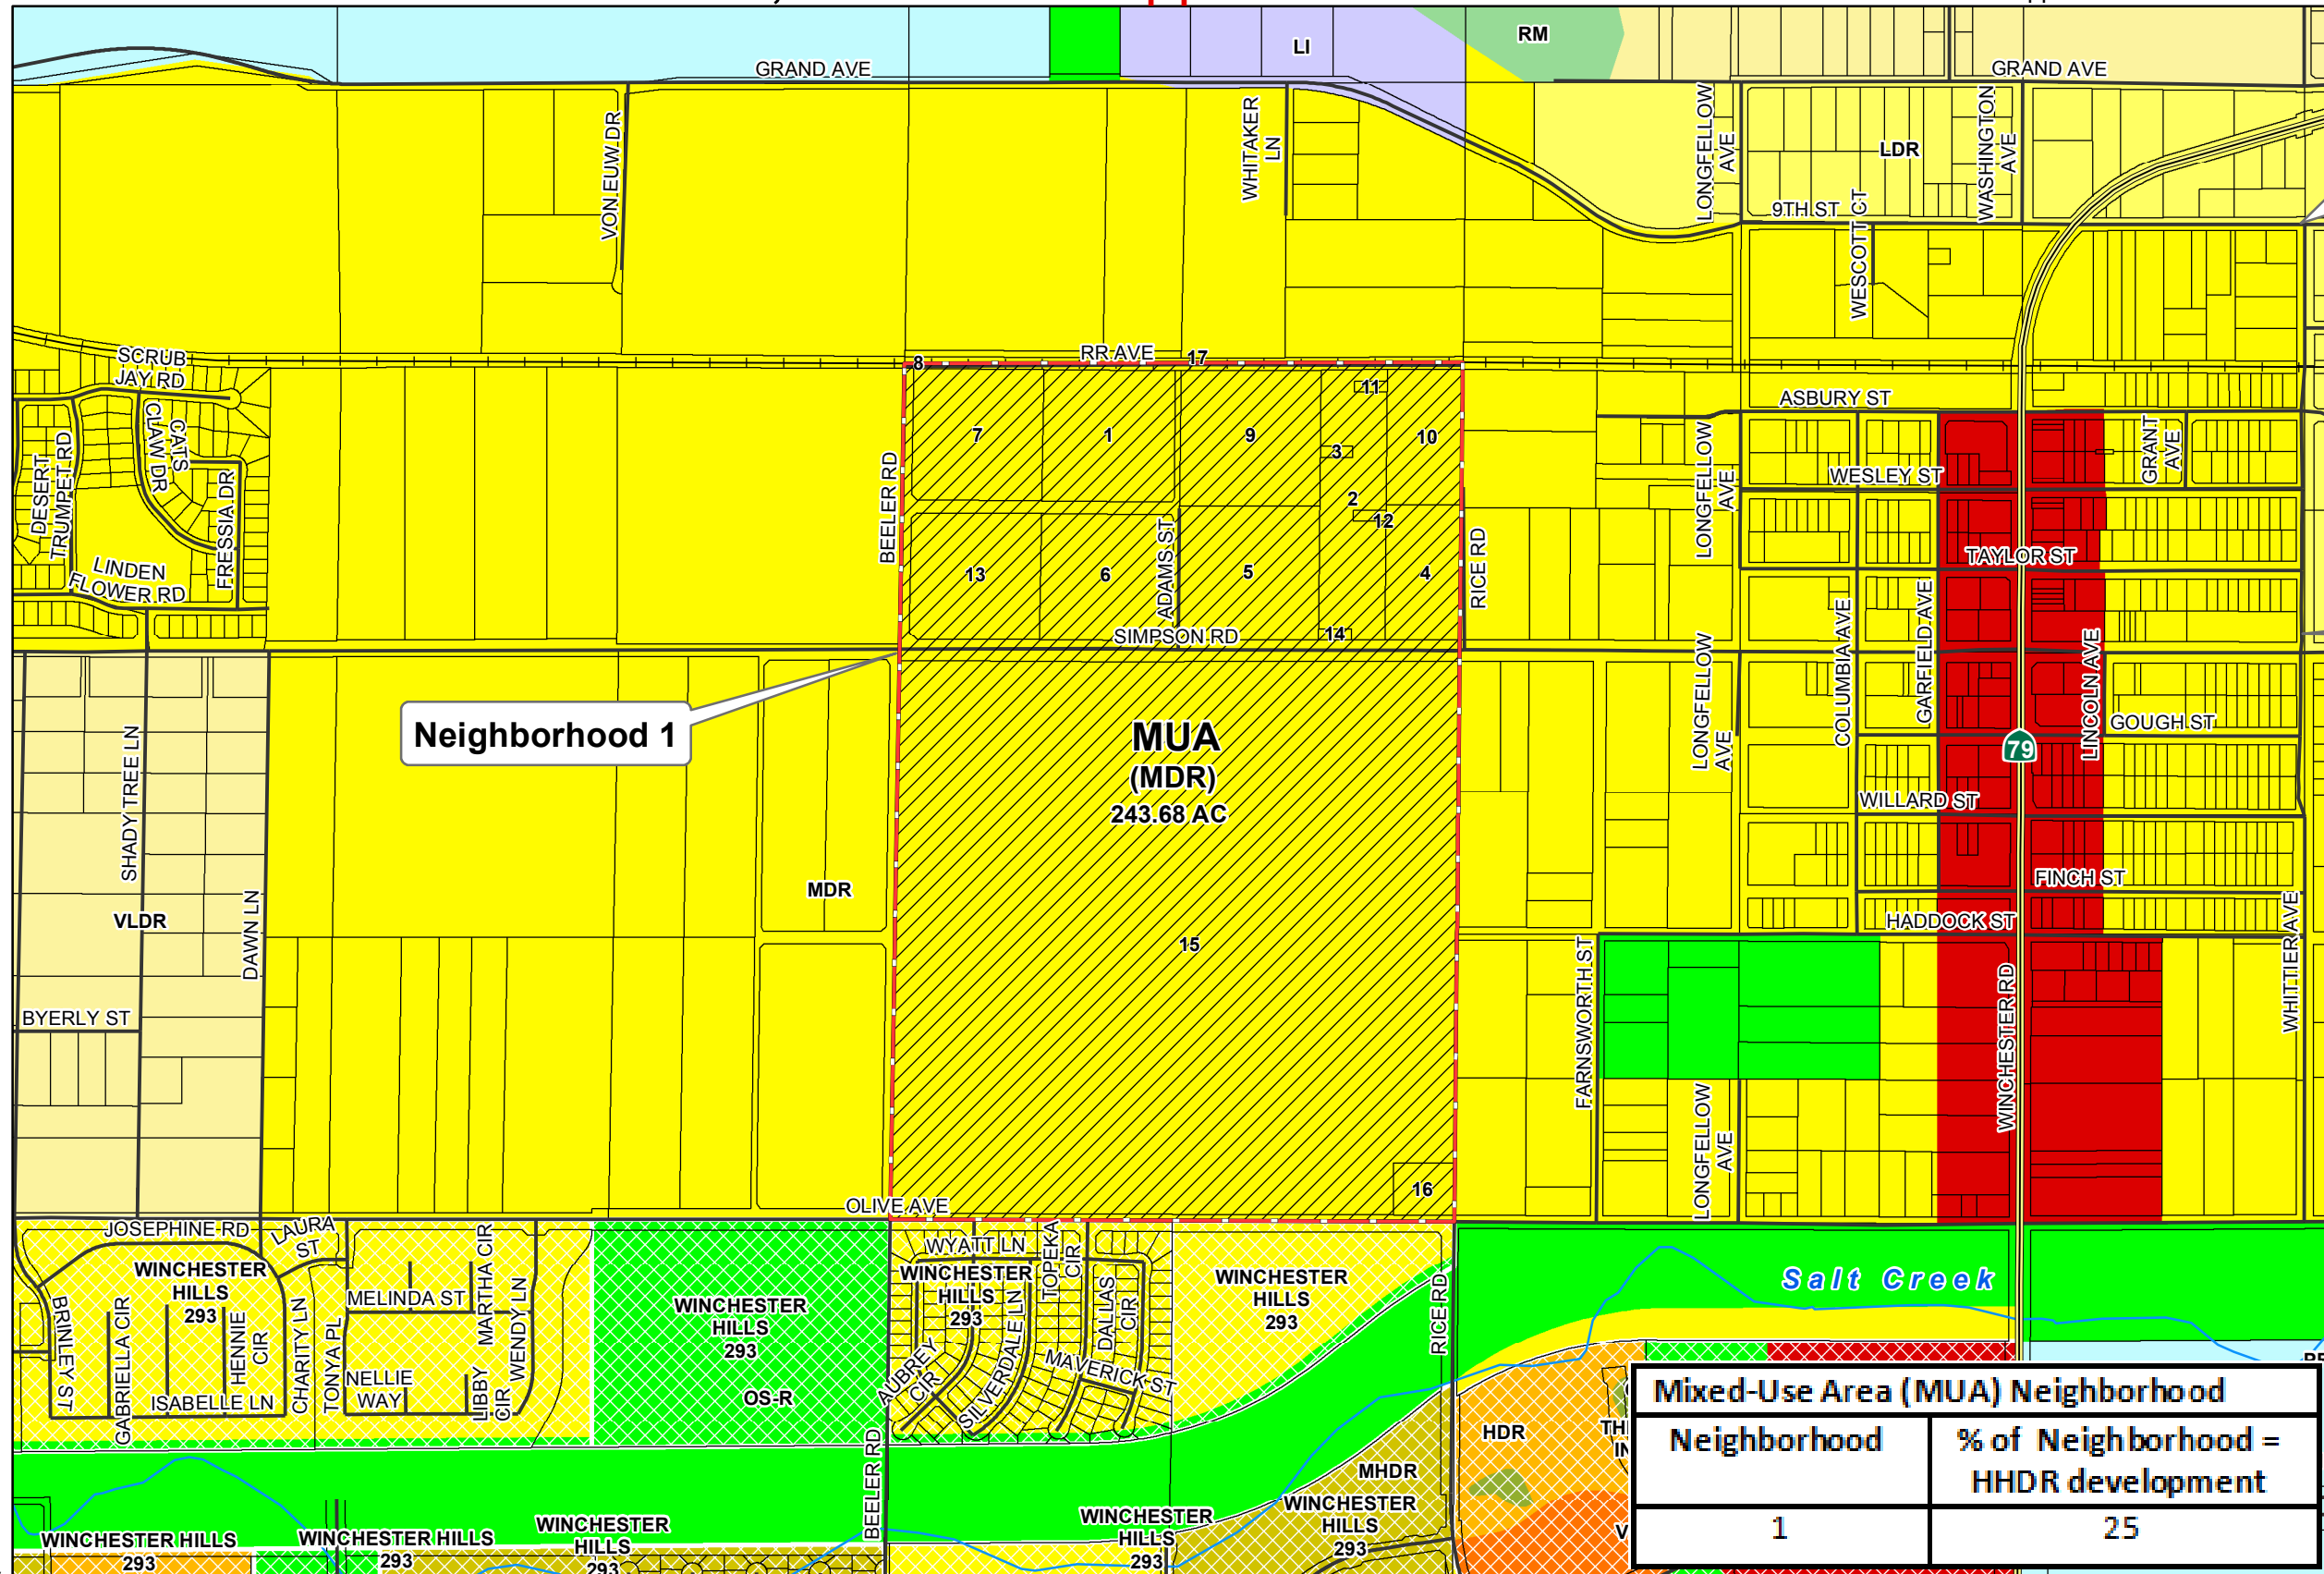 LI
RM
GRAND AVE
GRAND AVE
VON EUW DR
WHITAKER
LN
LONGFELLOW
AVE
LDR
WASHINGTON
AVE
9TH ST
WESCOTT CT
SCRUB
JAY RD
CATS
CLAW DR
DESERT
TRUMPET RD
FRESSIA DR
LINDEN
FLOWER RD
8
RR AVE
17
11
7
1
9
3
10
2
12
13
6
5
4
14
BEELER RD
ADAMS ST
RICE RD
SIMPSON RD
ASBURY ST
LONGFELLOW
AVE
WESLEY ST
GRANT
AVE
TAYLOR ST
COLUMBIA AVE
GARFIELD AVE
LINCOLN AVE
GOUGH ST
79
LONGFELLOW
AVE
WILLARD ST
FINCH ST
HADDOCK ST
WHITTIER AVE
Neighborhood 1
MUA
(MDR)
243.68 AC
SHADY TREE LN
VLDR
DAWN LN
MDR
15
BYERLY ST
FARNSWORTH ST
WINCHESTER RD
LONGFELLOW
AVE
16
OLIVE AVE
JOSEPHINE RD
LAURA
ST
WINCHESTER
HILLS
293
BRINLEY ST
GABRIELLA CIR
HENNIE
CIR
ISABELLE LN
CHARITY LN
TONYA PL
MELINDA ST
MARTHA CIR
WENDY LN
NELLIE
WAY
LIBBY
CIR
WINCHESTER
HILLS
293
OS-R
WYATT LN
TOPEKA
CIR
WINCHESTER
HILLS
293
AUBREY
CIR
SILVERDALE LN
DALLAS
CIR
MAVERICK ST
WINCHESTER
HILLS
293
RICE RD
Salt Creek
HDR
MHDR
BEELER RD
WINCHESTER HILLS
293
WINCHESTER HILLS
293
WINCHESTER
HILLS
293
WINCHESTER
HILLS
293
WINCHESTER
HILLS
293
Mixed-Use Area (MUA) Neighborhood
Neighborhood
% of Neighborhood =
HHDR development
1
25